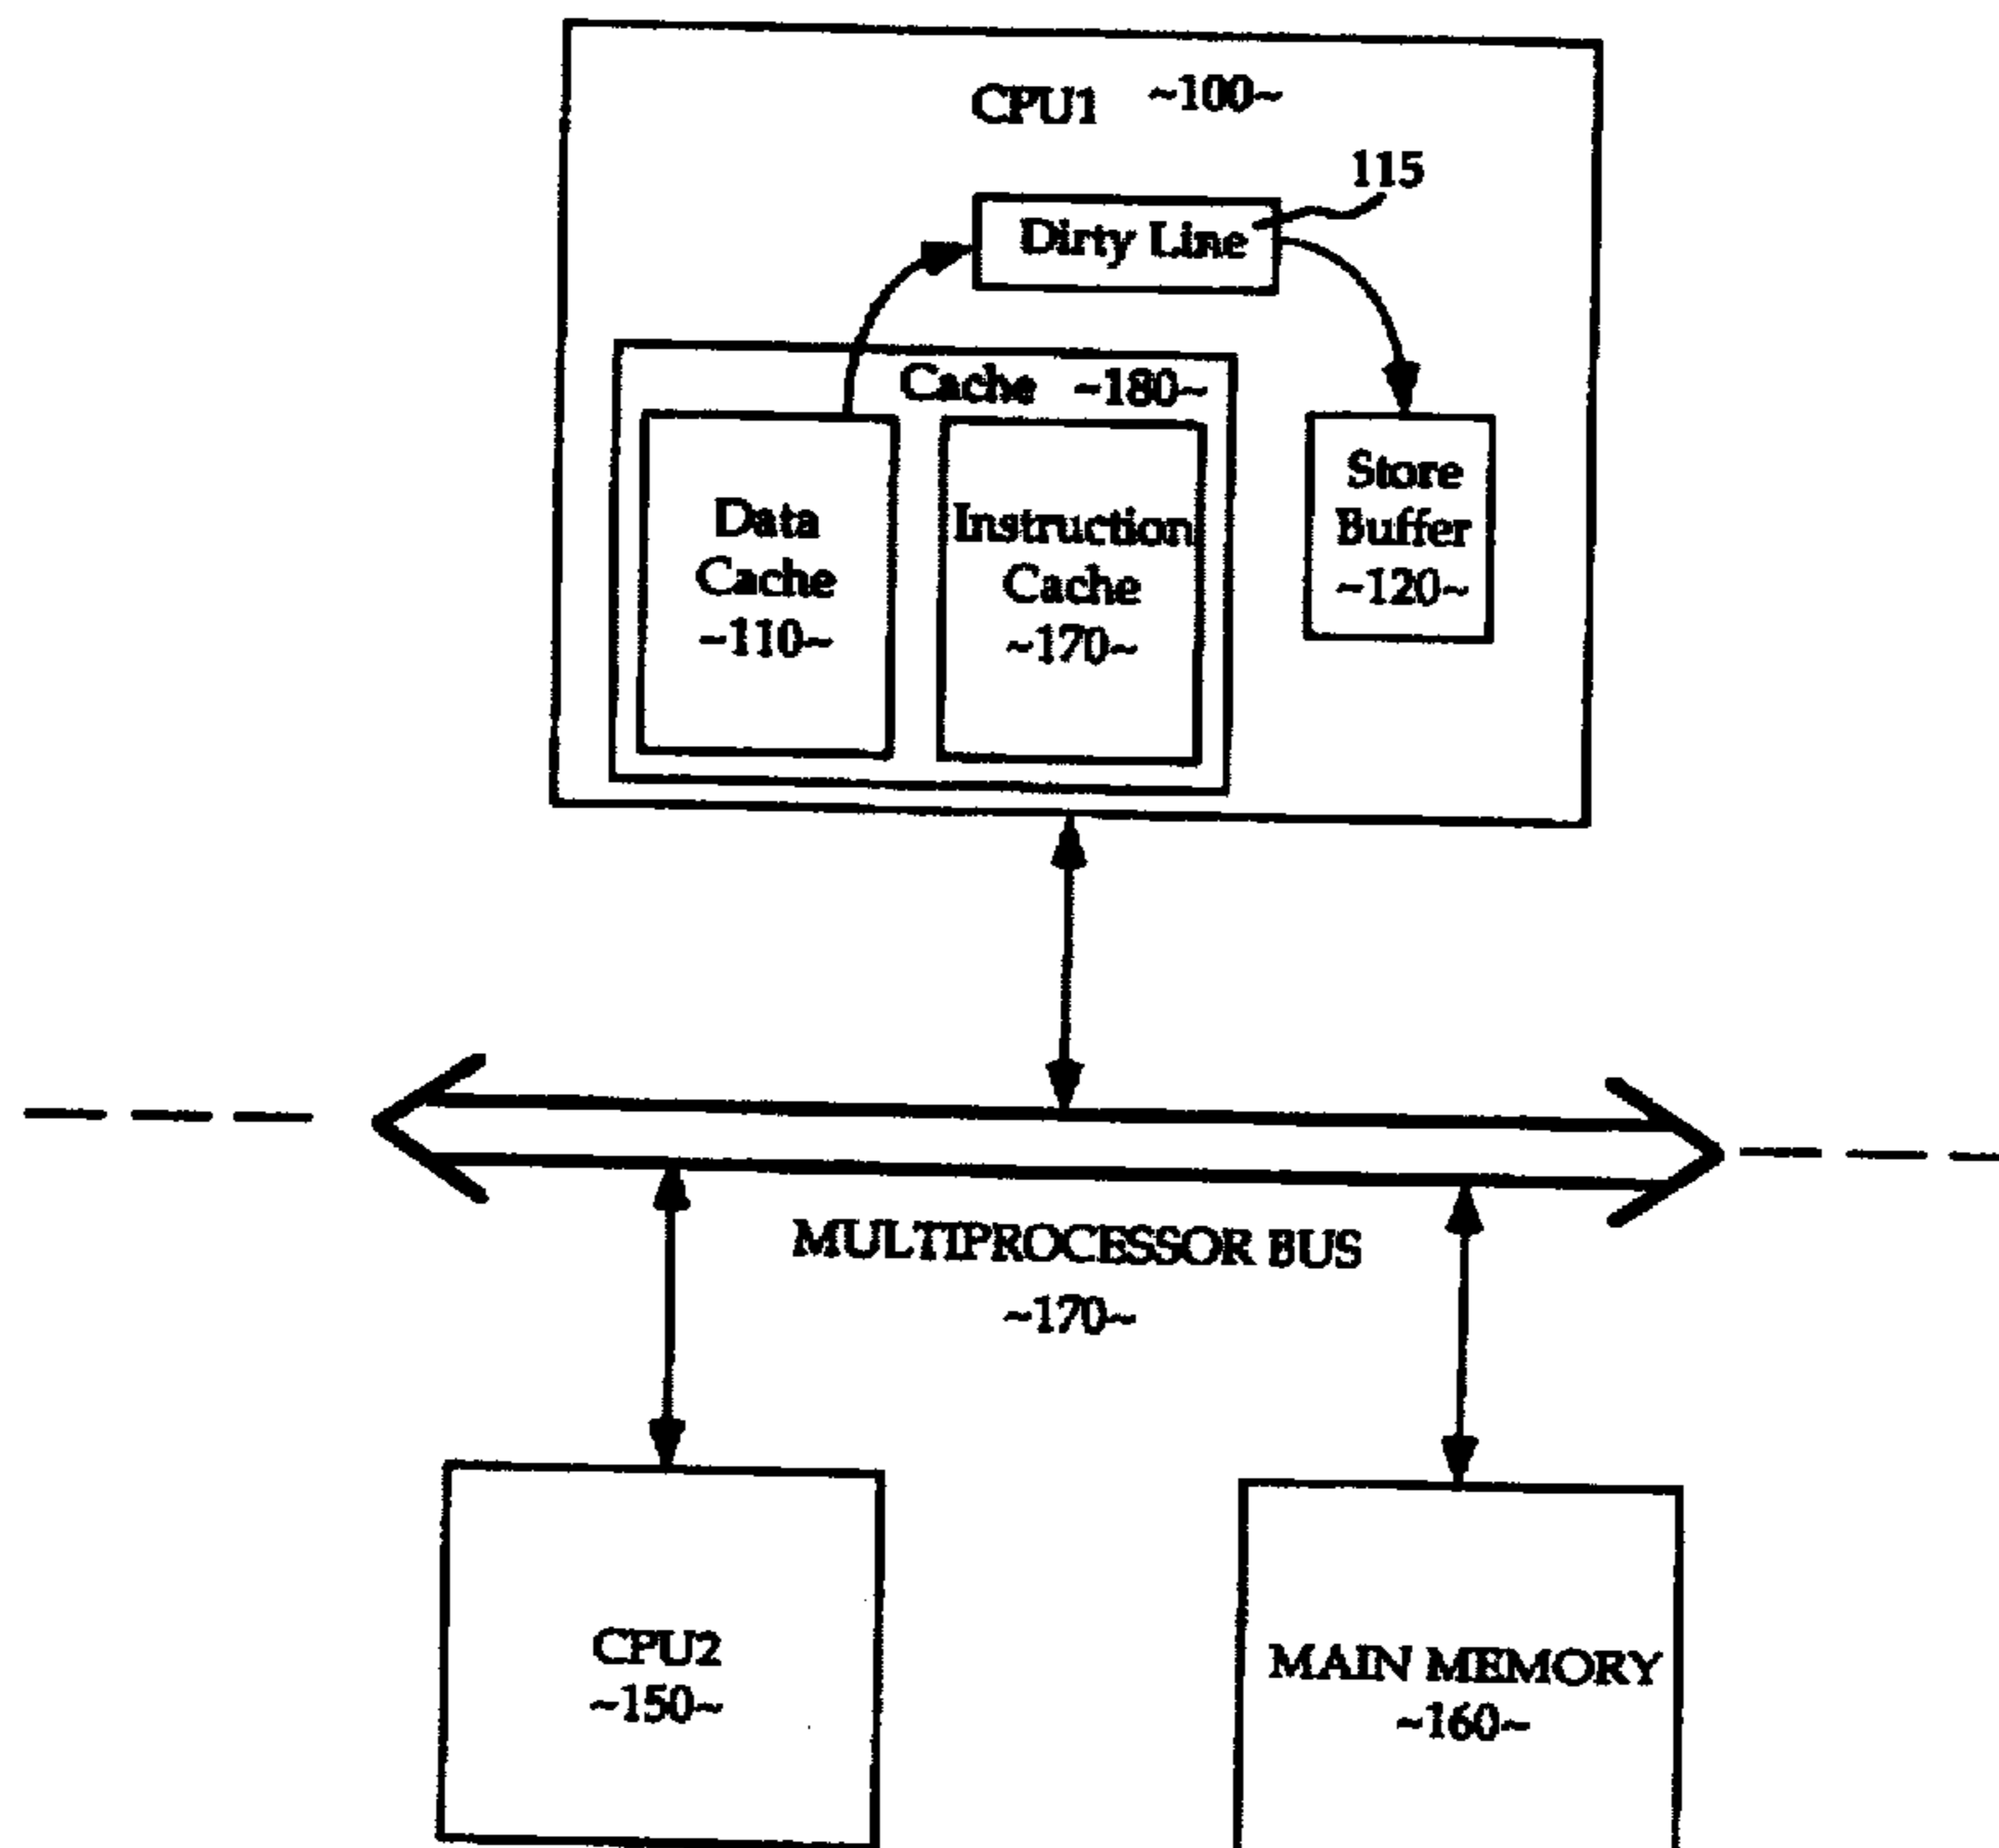 CPU1 ~100~
115
Dirty Line
Cache ~180~
Data
Cache
~110~
Instruction
Cache
~170~
Store
Buffer
~120~
MULTIPROCESSOR BUS
~170~
CPU2
~150~
MAIN MEMORY
~160~